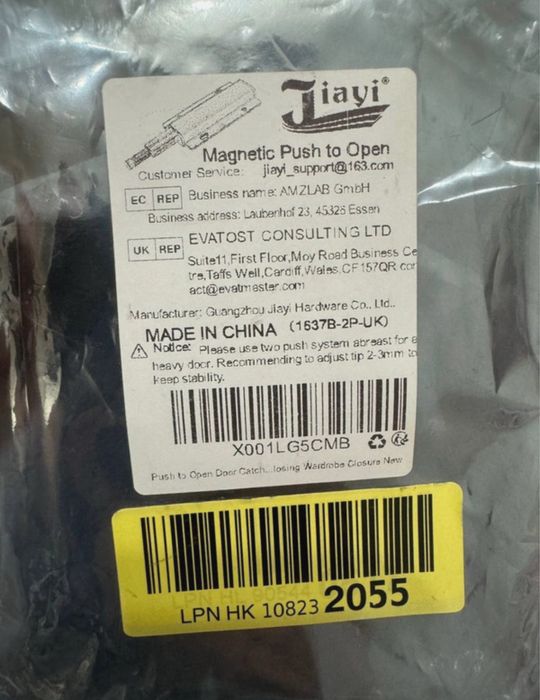 Jiayi®
Magnetic Push to Open
Customer Service: jiayi_support@163.com
EC REP Business name: AMZLAB GmbH
Business address: Laubenhof 23, 45326 Essen
UK REP EVATOST CONSULTING LTD
Suite11,First Floor,Moy Road Business Ce
tre,Taffs Well,Cardiff,Wales,CF157QR con
act@evatmaster.com
Manufacturer: Guangzhou Jiayi Hardware Co., Ltd..
MADE IN CHINA (1637B-2P-UK)
Notice: Please use two push system abreast for a
heavy door. Recommending to adjust tip 2-3mm to
keep stability.
X001LG5CMB
Push to Open Door Catch...losing Wardrobe Closure New
LPN HK 10823 2055